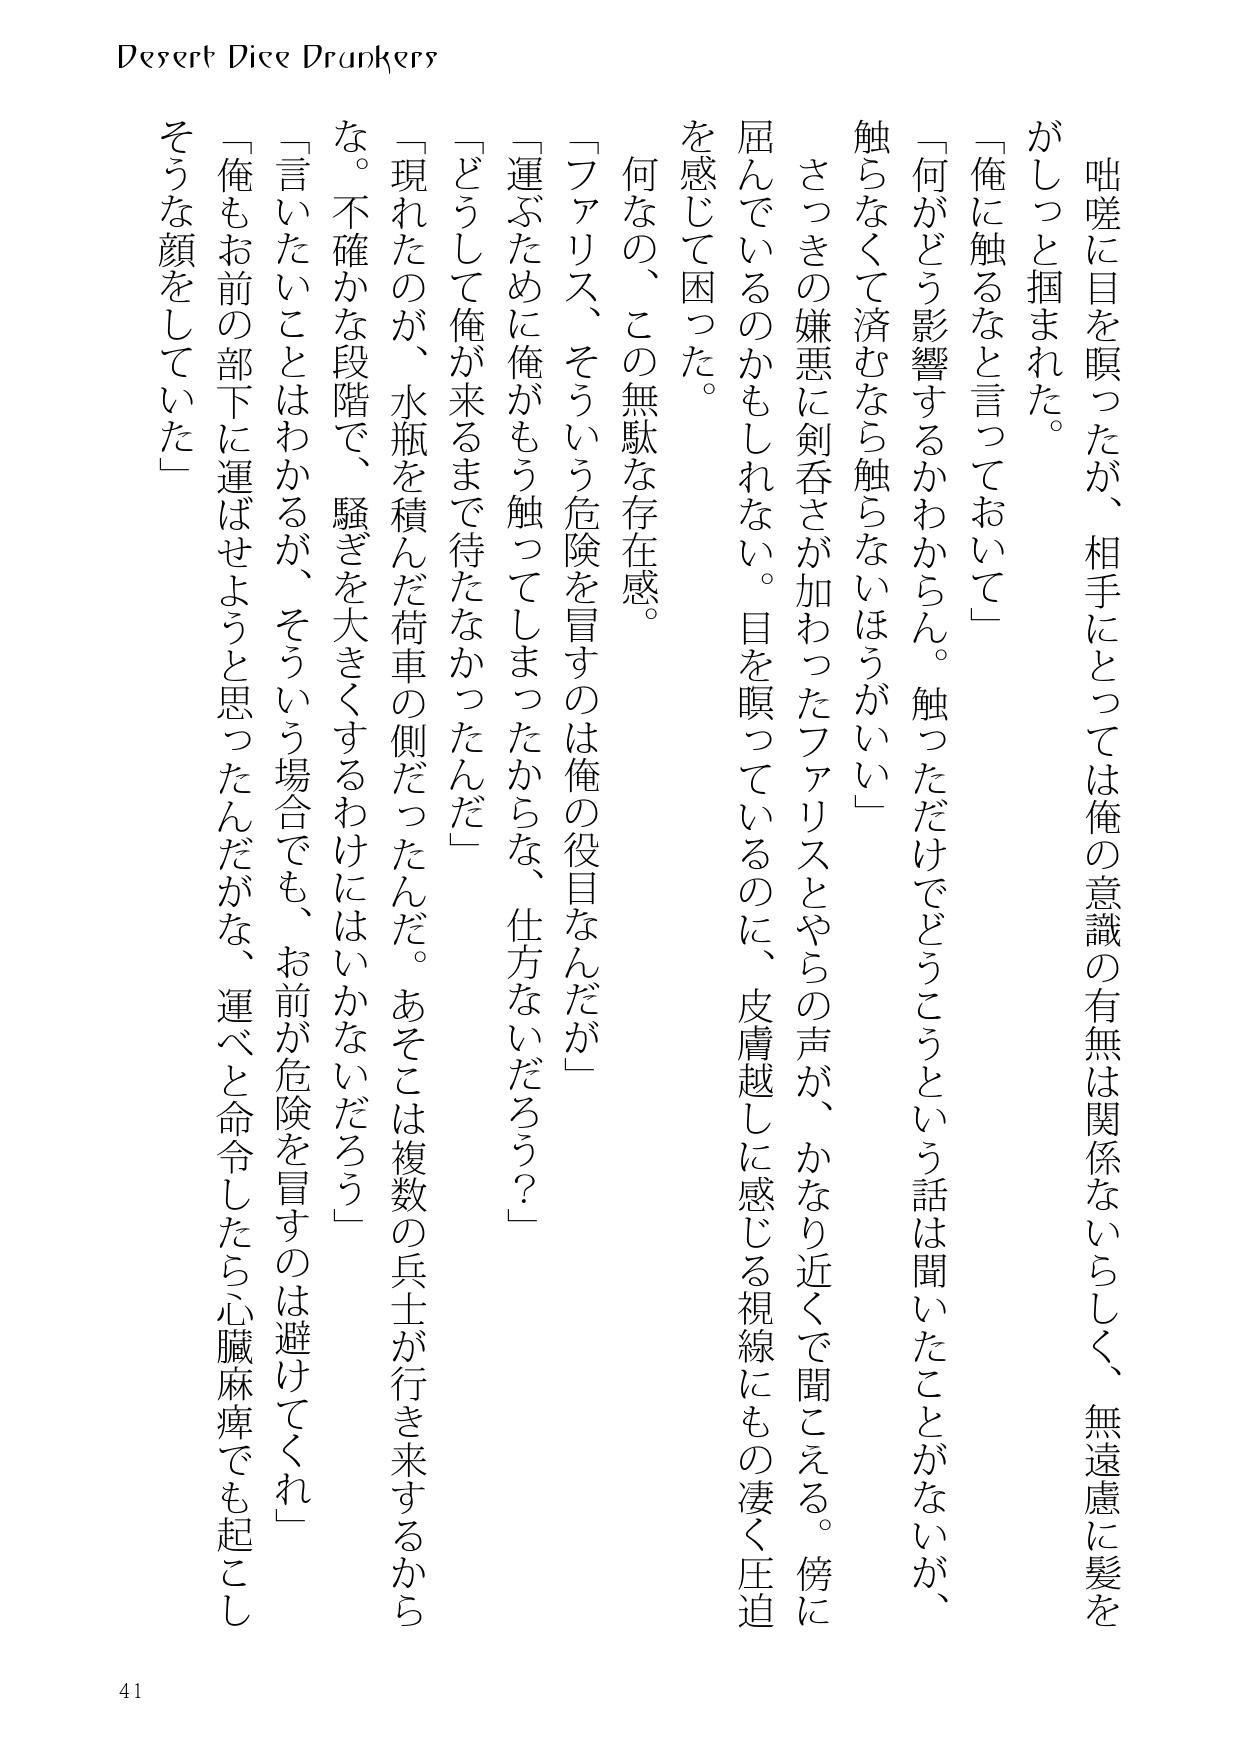 Desert Dice Drunkers
咄嗟に目を瞑ったが、相手にとっては俺の意識の有無は関係ないらしく、無遠慮に髪を
がしっと掴まれた。
「俺に触るなと言っておいて」
「何がどう影響するかわからん。触っただけでどうこうという話は聞いたことがないが、
触らなくて済むなら触らないほうがいい」
さっきの嫌悪に剣呑さが加わったファリスとやらの声が、かなり近くで聞こえる。傍に
屈んでいるのかもしれない。目を瞑っているのに、皮膚越しに感じる視線にもの凄く圧迫
を感じて困った。
何なの、この無駄な存在感。
「ファリス、そういう危険を冒すのは俺の役目なんだが」
「運ぶために俺がもう触ってしまったからな、仕方ないだろう？」
「どうして俺が来るまで待たなかったんだ」
「現れたのが、水瓶を積んだ荷車の側だったんだ。あそこは複数の兵士が行き来するから
な。不確かな段階で、騒ぎを大きくするわけにはいかないだろう」
「言いたいことはわかるが、そういう場合でも、お前が危険を冒すのは避けてくれ」
「俺もお前の部下に運ばせようと思ったんだがな、運べと命令したら心臓麻痺でも起こし
そうな顔をしていた」
41